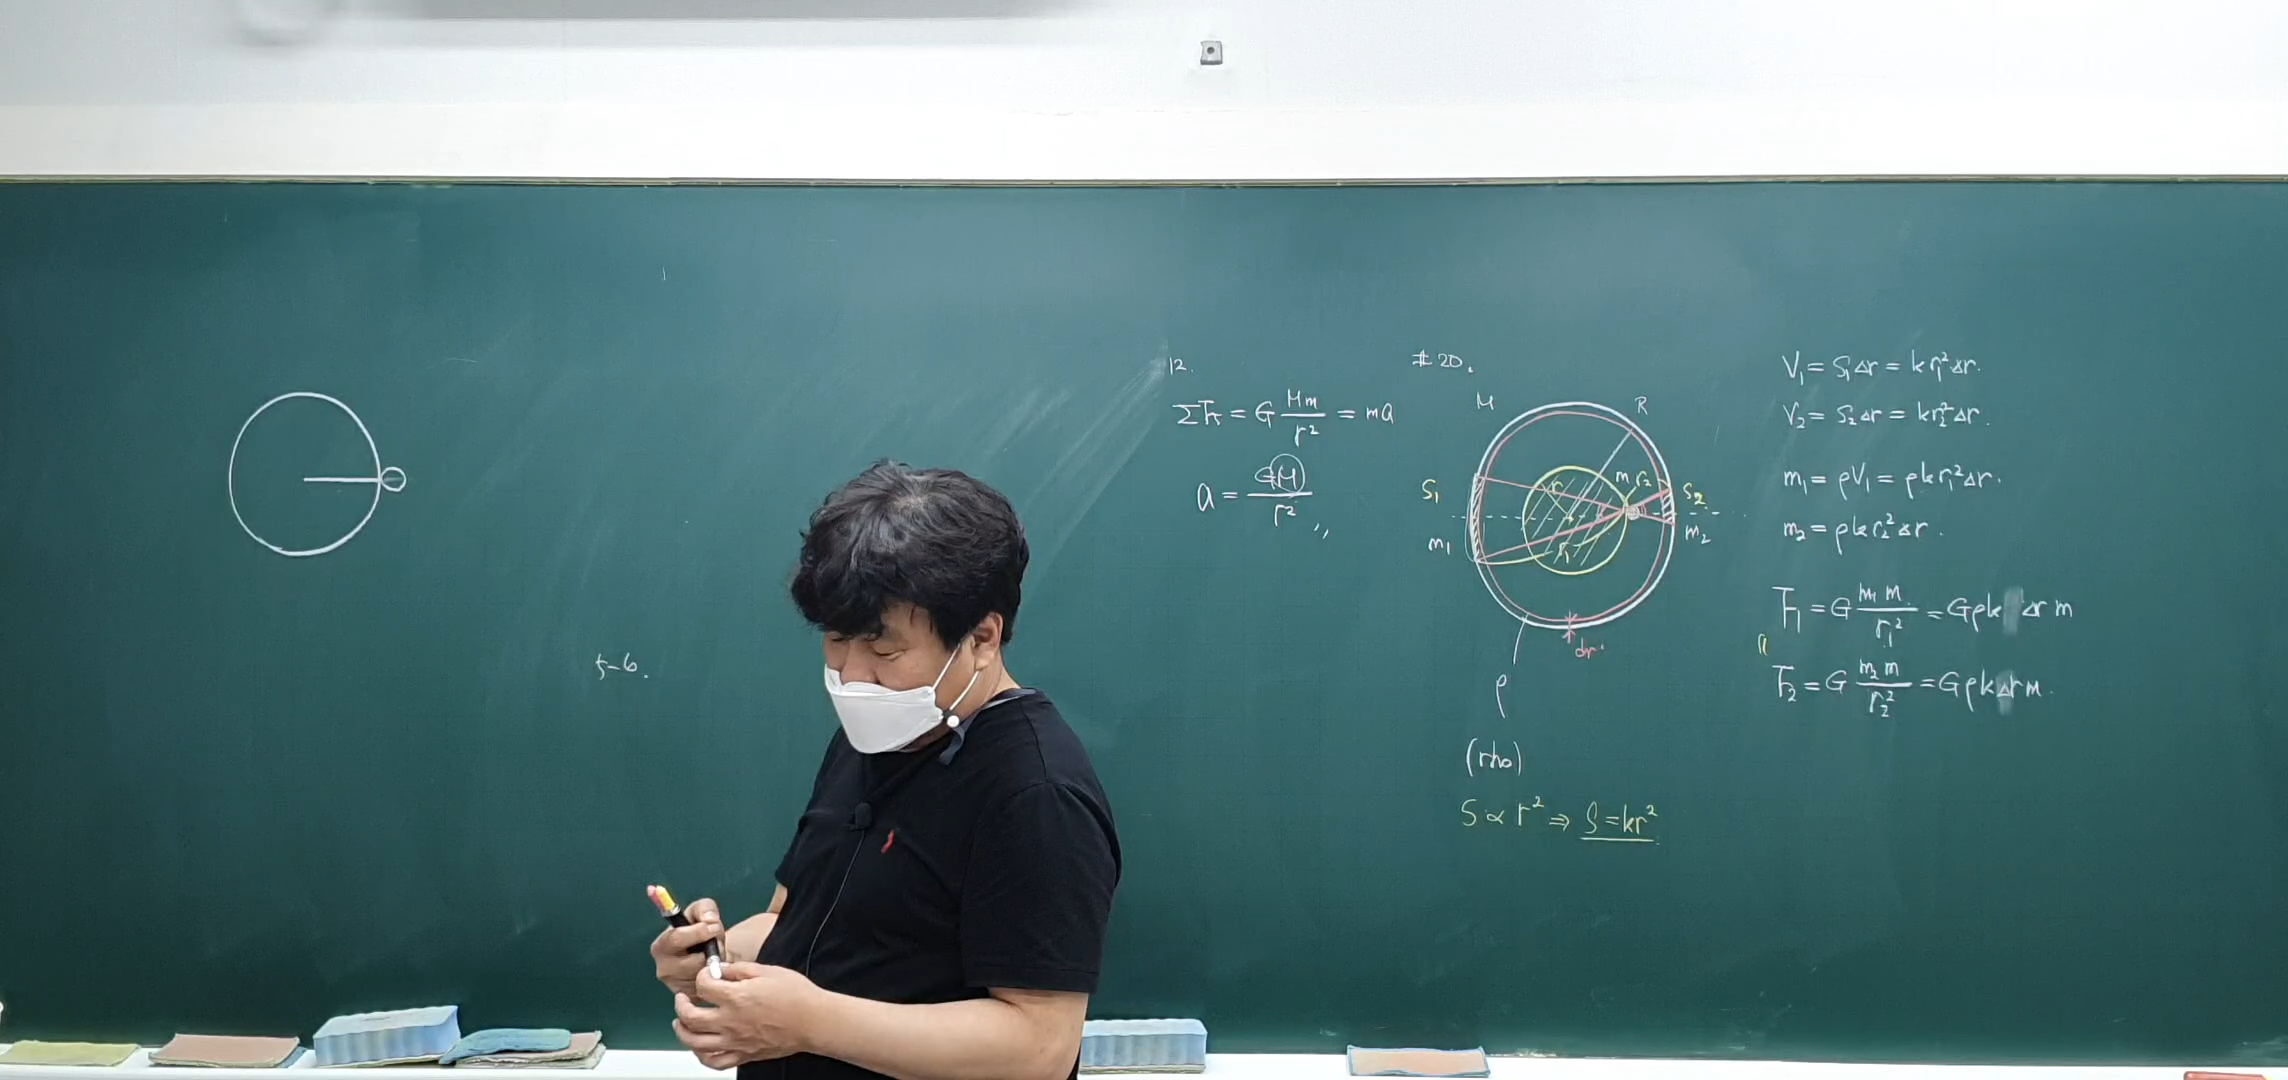 5-6.
12.
ΣF = G Mm/r² = ma
a = GM/r² ,,
#20.
M
R
S₁
m
r₂
S₂
r
m₁
r₁
m₂
dr
ρ
(rho)
S ∝ r² ⇒ S = kr²
V₁ = S₁Δr = kr₁²Δr.
V₂ = S₂Δr = kr₂²Δr.
m₁ = ρV₁ = ρkr₁²Δr.
m₂ = ρkr₂²Δr.
F₁ = G m₁m/r₁² = GρkΔrm
F₂ = G m₂m/r₂² = GρkΔrm.